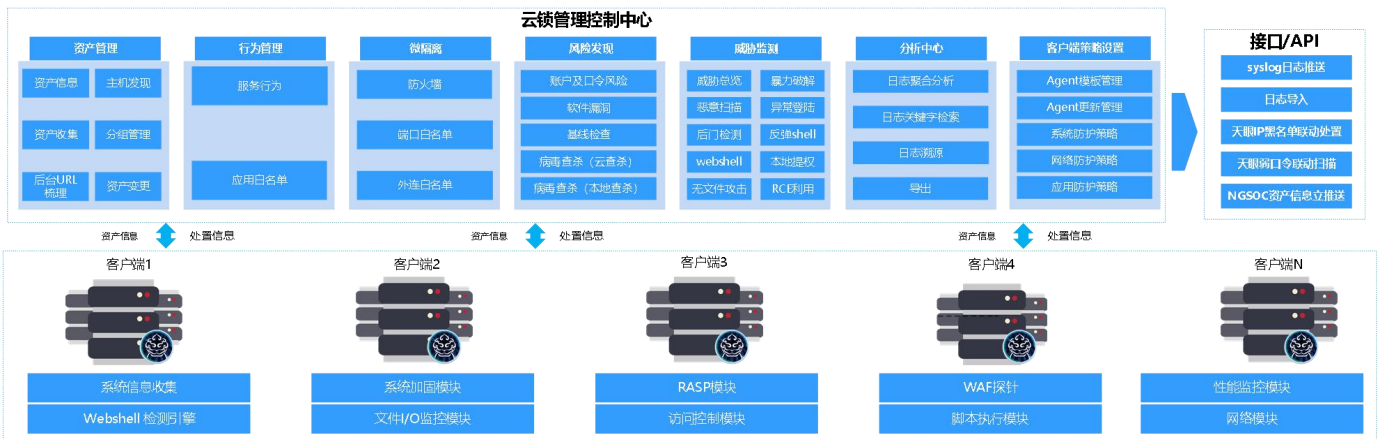 云锁管理控制中心
资产管理
资产信息
主机发现
资产收集
分组管理
后台URL
梳理
资产变更
行为管理
服务行为
应用白名单
微隔离
防火墙
端口白名单
外连白名单
风险发现
账户及口令风险
软件漏洞
基线检查
病毒查杀（云查杀）
病毒查杀（本地查杀）
威胁监测
威胁总览
暴力破解
恶意扫描
异常登陆
后门检测
反弹shell
webshell
本地提权
无文件攻击
RCE利用
分析中心
日志聚合分析
日志关键字检索
日志溯源
导出
客户端策略设置
Agent模板管理
Agent更新管理
系统防护策略
网络防护策略
应用防护策略
接口/API
syslog日志推送
日志导入
天眼IP黑名单联动处置
天眼弱口令联动扫描
NGSOC资产信息立推送
资产信息
处置信息
资产信息
处置信息
资产信息
处置信息
客户端1
客户端2
客户端3
客户端4
客户端N
系统信息收集
系统加固模块
RASP模块
WAF探针
性能监控模块
Webshell 检测引擎
文件I/O监控模块
访问控制模块
脚本执行模块
网络模块